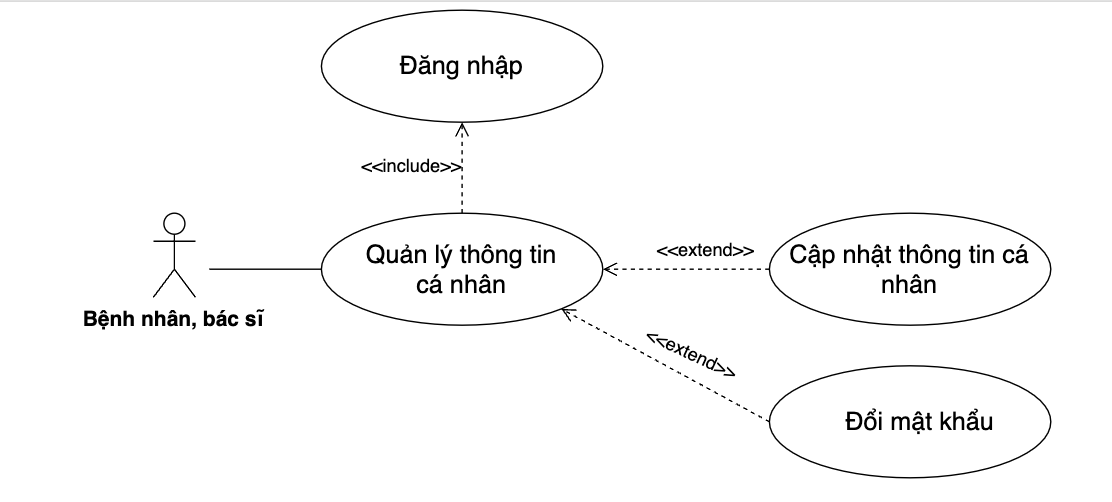 Đăng nhập
<<include>>
Quản lý thông tin
cá nhân
<<extend>>
Cập nhật thông tin cá
nhân
Bệnh nhân, bác sĩ
<<extend>>
Đổi mật khẩu